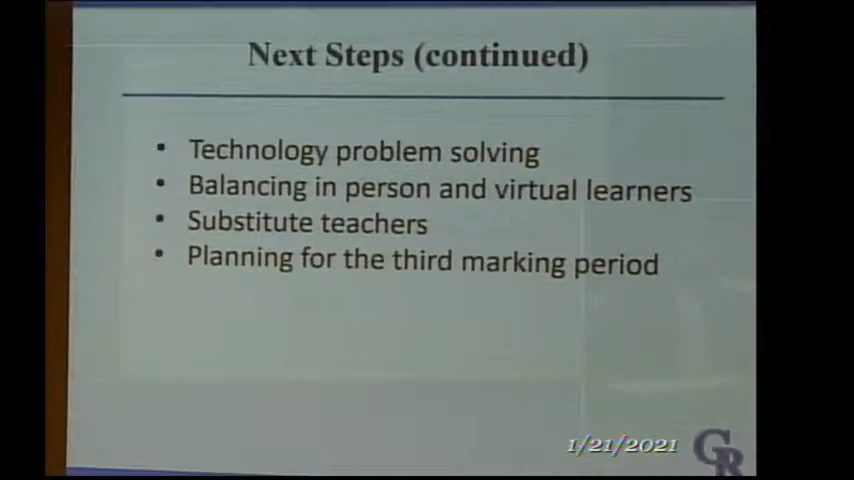 Next Steps (continued)
• Technology problem solving
• Balancing in person and virtual learners
• Substitute teachers
• Planning for the third marking period
1/21/2021
GR